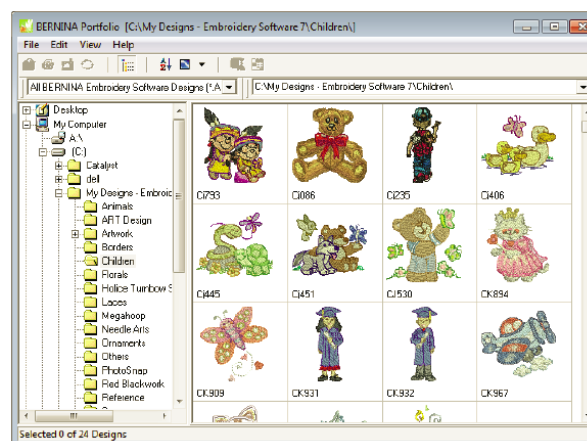 BERNINA Portfolio [C:\My Designs - Embroidery Software 7\Children\]
File Edit View Help
All BERNINA Embroidery Software Designs (*.A
C:\My Designs - Embroidery Software 7\Children\
Desktop
My Computer
A:\
(C:)
Catalyst
dell
My Designs - Embroid
Animals
ART Design
Artwork
Borders
Children
Florals
Holice Turnbow S
Laces
Megahoop
Needle Arts
Ornaments
Others
PhotoSnap
Red Blackwork
Reference
Ci793 Ci086 Ci235 Ci406
Cj445 Cj451 CJ530 CK894
CK909 CK931 CK932 CK967
Selected 0 of 24 Designs